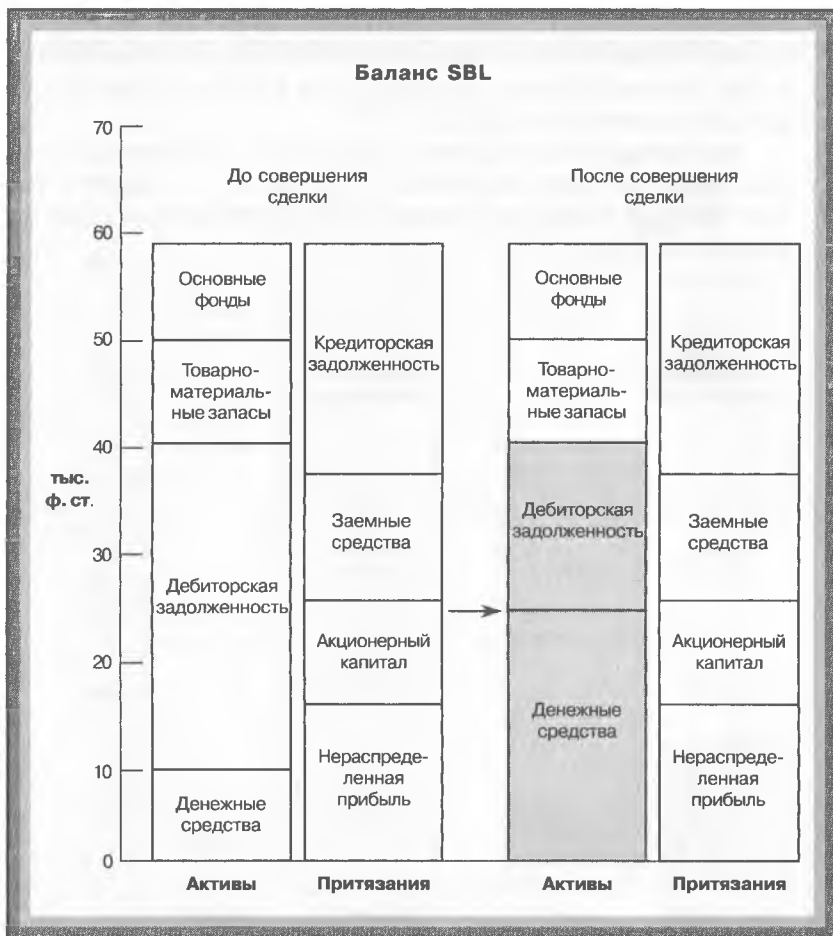 Баланс SBL
70
До совершения
сделки
После совершения
сделки
60
Основные
фонды
Кредиторская
задолженность
Основные
фонды
Кредиторская
задолженность
50
Товарно-
материаль-
ные запасы
Товарно-
материаль-
ные запасы
40
тыс.
ф. ст.
Заемные
средства
Дебиторская
задолженность
Заемные
средства
30
Дебиторская
задолженность
Акционерный
капитал
Акционерный
капитал
20
Денежные
средства
Нераспреде-
ленная
прибыль
Нераспреде-
ленная
прибыль
10
Денежные
средства
0
Активы
Притязания
Активы
Притязания